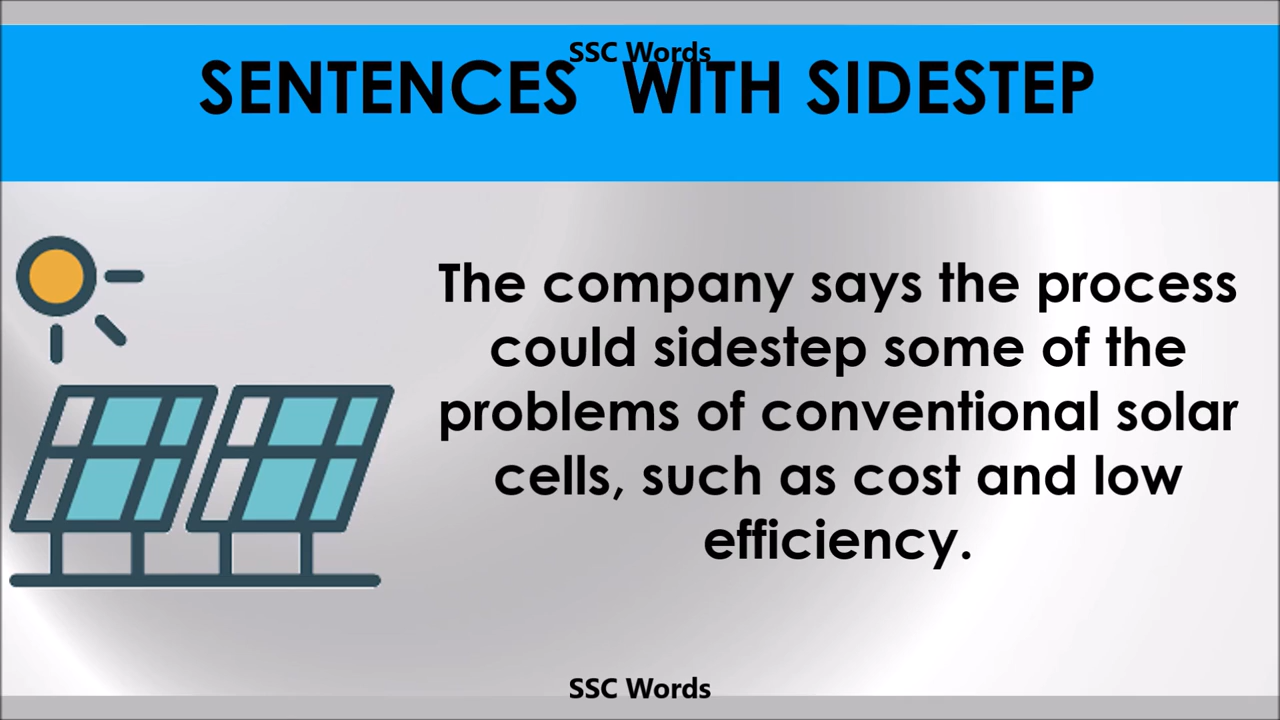 SSC Words
SENTENCES WITH SIDESTEP
The company says the process
could sidestep some of the
problems of conventional solar
cells, such as cost and low
efficiency.
SSC Words